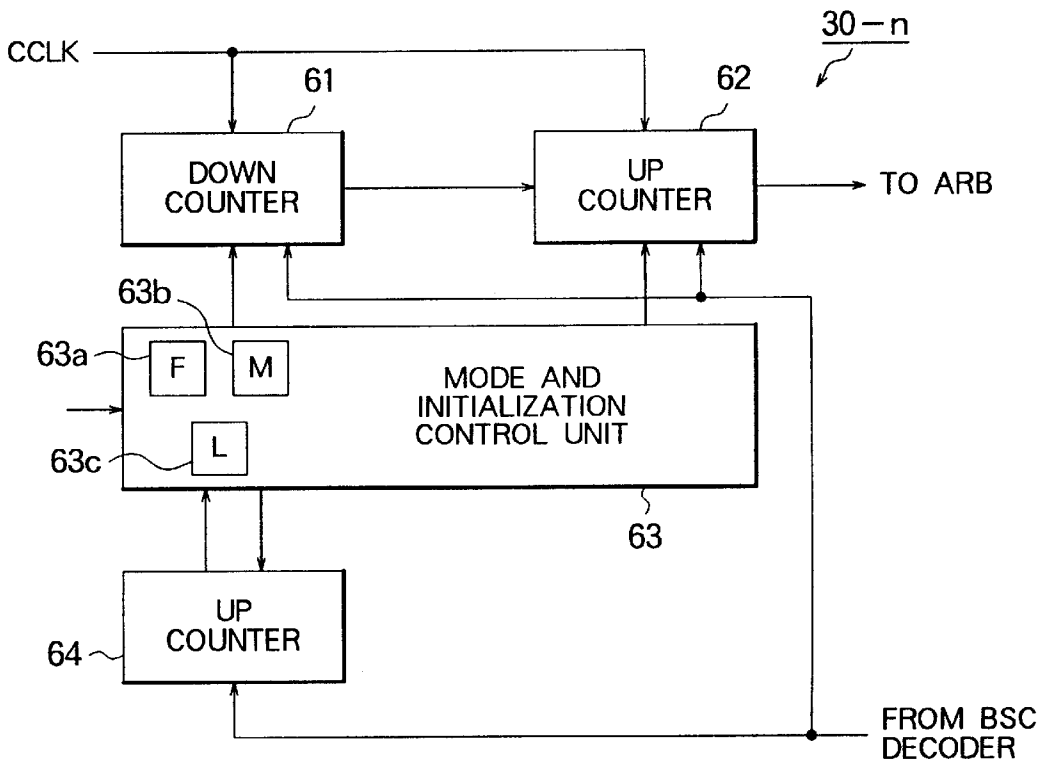 30-n
CCLK
61
62
DOWN
COUNTER
UP
COUNTER
TO ARB
63b
63a
F
M
MODE AND
INITIALIZATION
CONTROL UNIT
L
63c
63
UP
COUNTER
64
FROM BSC
DECODER